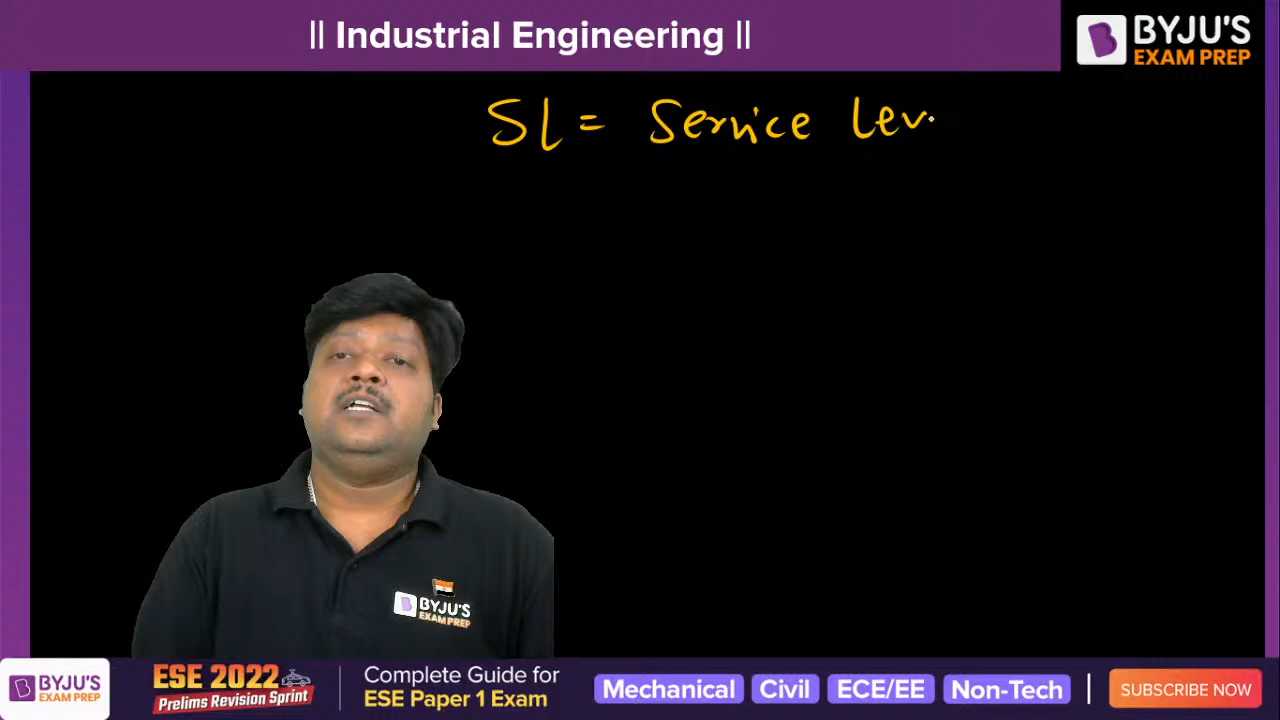 || Industrial Engineering ||
BYJU'S
EXAM PREP
SL = Service lev
BYJU'S
EXAM PREP
BYJU'S
EXAM PREP
ESE 2022
Prelims Revision Sprint
Complete Guide for
ESE Paper 1 Exam
Mechanical
Civil
ECE/EE
Non-Tech
SUBSCRIBE NOW